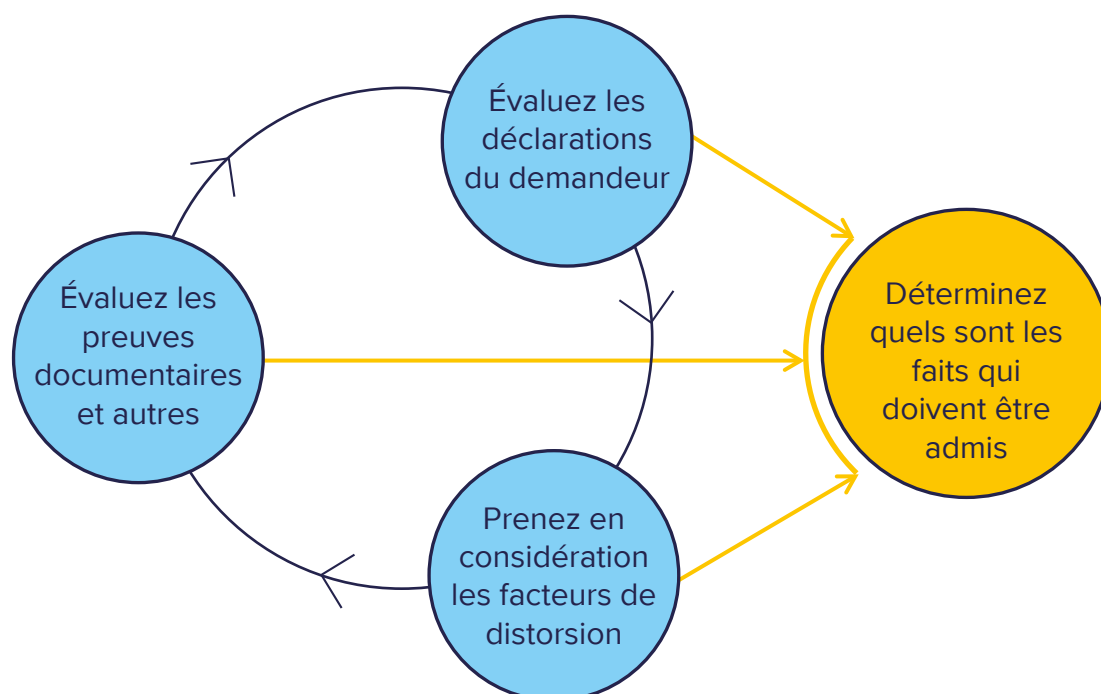 Évaluez les
déclarations
du demandeur
Évaluez les
preuves
documentaires
et autres
Déterminez
quels sont les
faits qui
doivent être
admis
Prenez en
considération
les facteurs de
distorsion